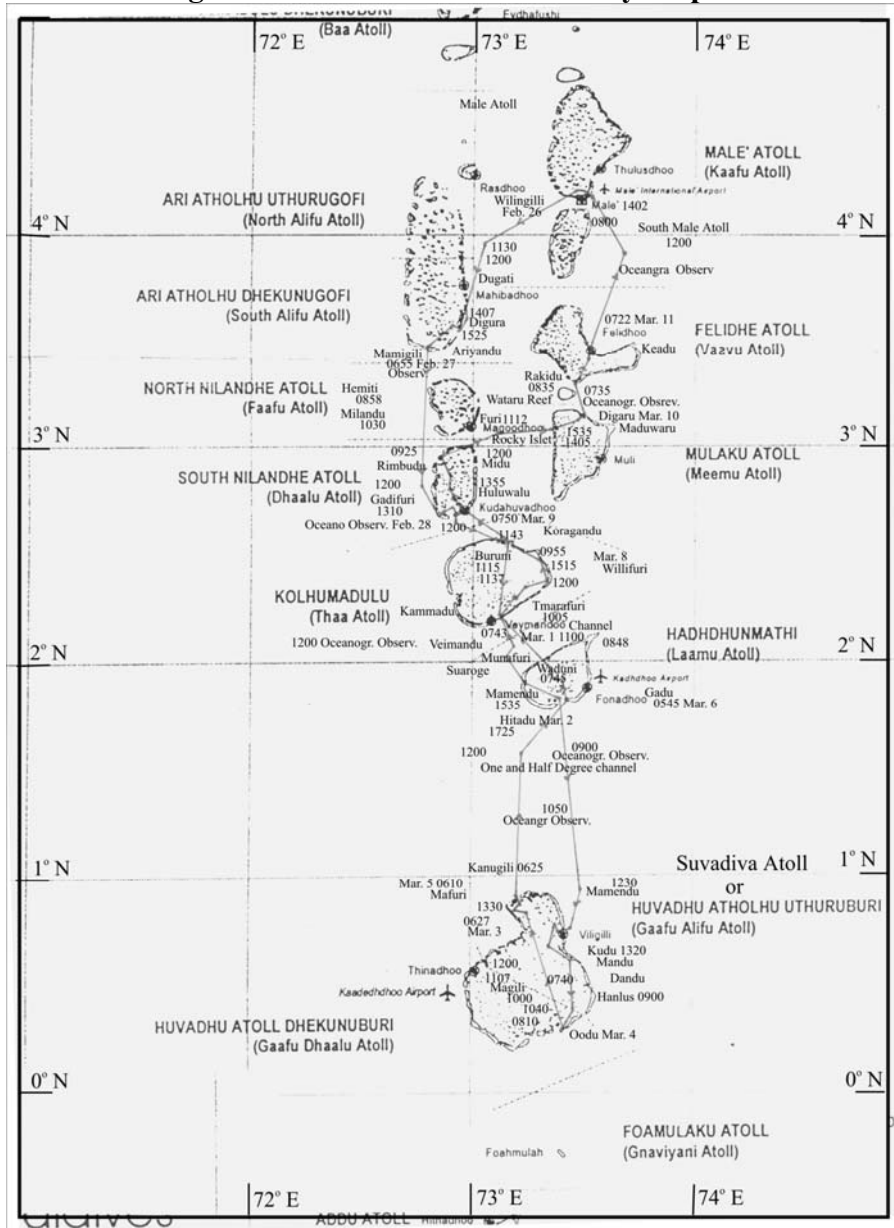 (Baa Atoll)
Eydhafushi
72° E
73° E
74° E
Male Atoll
MALE' ATOLL
(Kaafu Atoll)
Thulusdhoo
Rasdhoo
Male' International Airport
ARI ATHOLHU UTHURUGOFI
(North Alifu Atoll)
Wilingilli
Feb. 26
Male' 1402
0800
4° N
4° N
South Male Atoll
1200
1130
1200
Dugati
Oceangra Observ
Mahibadhoo
ARI ATHOLHU DHEKUNUGOFI
(South Alifu Atoll)
1407
Digura
1525
0722 Mar. 11
Felidhoo
FELIDHE ATOLL
(Vaavu Atoll)
Keadu
Mamigili
Ariyandu
0655 Feb. 27
Observ.
Rakidu
0835
NORTH NILANDHE ATOLL
(Faafu Atoll)
Hemiti
0858
Milandu
1030
Wataru Reef
0735
Oceanogr. Obsrev.
Furi 1112
Magoodhoo
Digaru Mar. 10
Maduwaru
Rocky Islet
1535
1405
3° N
3° N
0925
Rimbudu
1200
Midu
Muli
MULAKU ATOLL
(Meemu Atoll)
SOUTH NILANDHE ATOLL
(Dhaalu Atoll)
1200
Gadifuri
1310
1355
Huluwalu
Kudahuvadhoo
Oceano Observ. Feb. 28
1200
0750 Mar. 9
1143
Koragandu
0955
Mar. 8
Willifuri
Buruni
1115
1137
1515
1200
KOLHUMADULU
(Thaa Atoll)
Kammadu
Tmarafuri
1005
Veymandoo
Channel
0743
Mar. 1 1100
1200 Oceanogr. Observ.
Veimandu
0848
HADHDHUNMATHI
(Laamu Atoll)
2° N
2° N
Murafuri
Suaroge
Waduni
0745
Kadhdhoo Airport
Mamendu
1535
Fonadhoo
Gadu
0545 Mar. 6
Hitadu Mar. 2
1725
1200
0900
Oceanogr. Observ.
One and Half Degree channel
1050
Oceangr Observ.
1° N
1° N
Kanugili 0625
Suvadiva Atoll
or
HUVADHU ATHOLHU UTHURUBURI
(Gaafu Alifu Atoll)
Mar. 5 0610
Mafuri
1230
Mamendu
1330
0627
Mar. 3
Viligilli
Kudu 1320
Mandu
Thinadhoo
1200
1107
Dandu
Kaadedhdhoo Airport
Magili
1000
0740
Hanlus 0900
1040
0810
HUVADHU ATOLL DHEKUNUBURI
(Gaafu Dhaalu Atoll)
Oodu Mar. 4
0° N
0° N
FOAMULAKU ATOLL
(Gnaviyani Atoll)
Foahmulah
72° E
73° E
74° E
ADDU ATOLL
Hithadhoo